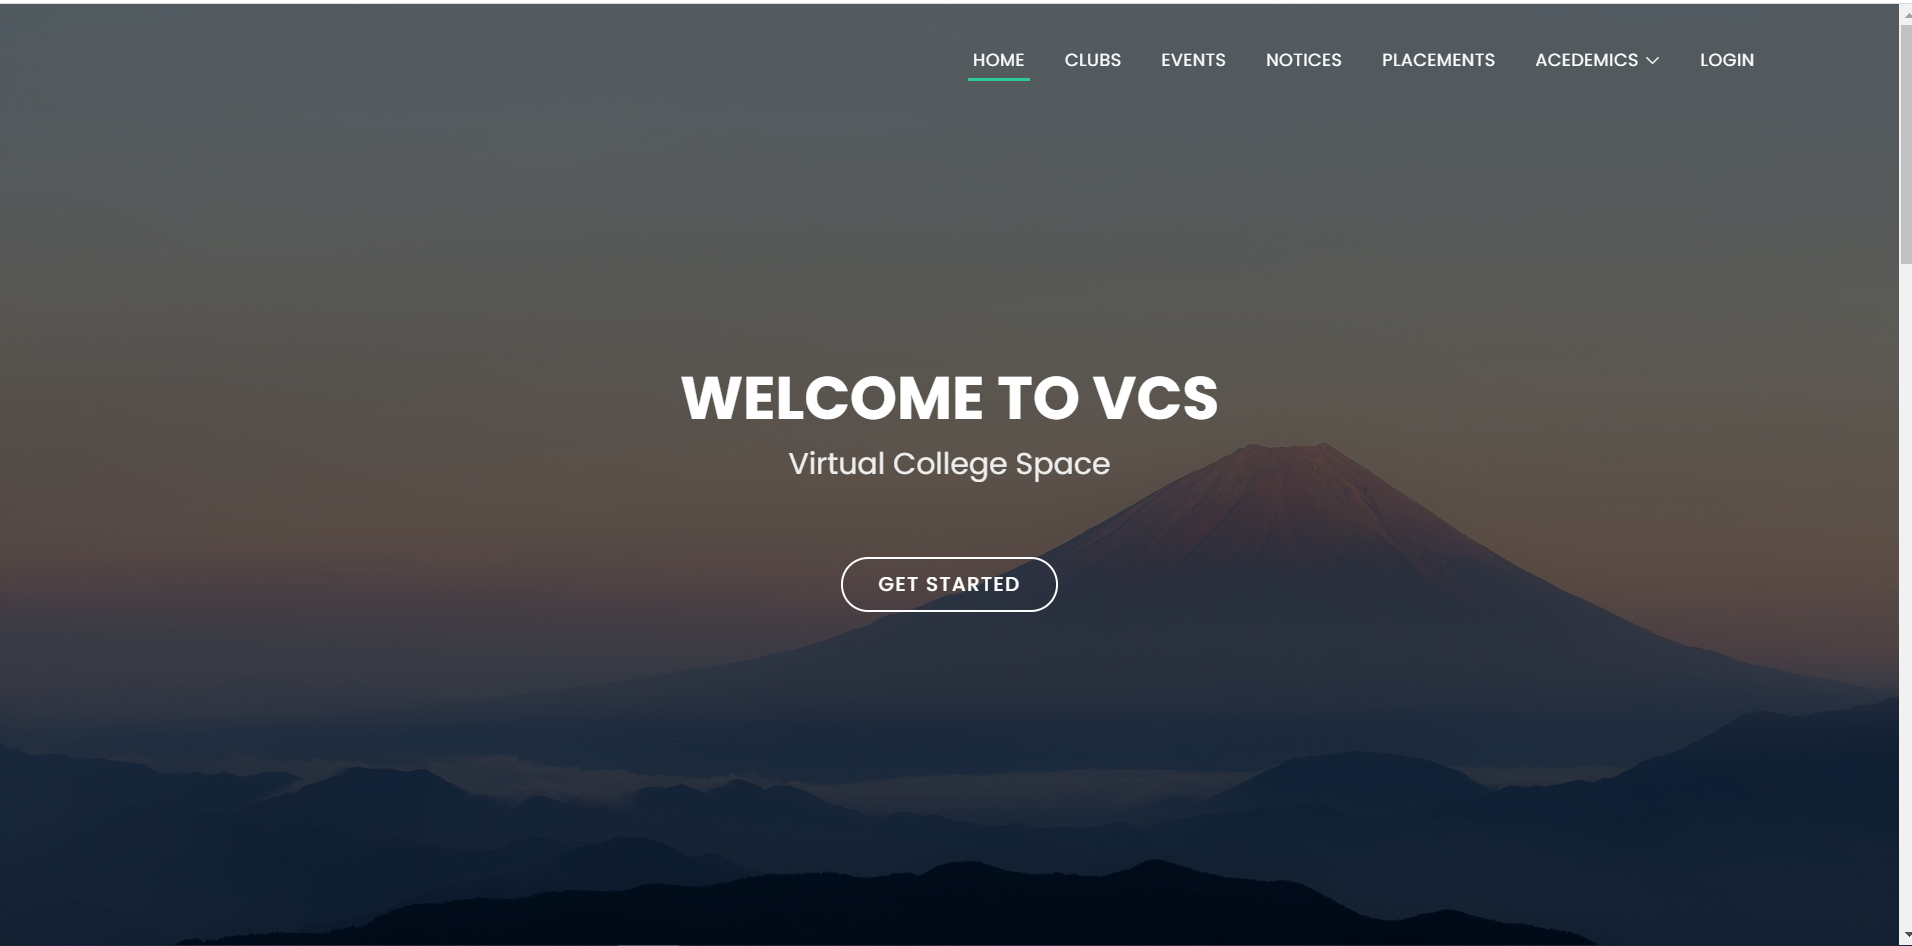 HOME CLUBS EVENTS NOTICES PLACEMENTS ACEDEMICS LOGIN
WELCOME TO VCS
Virtual College Space
GET STARTED